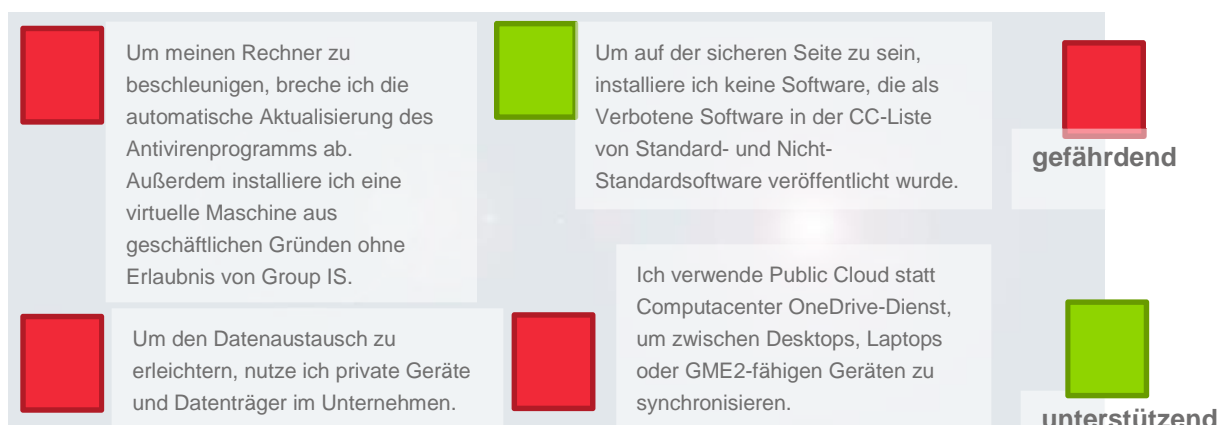 Um meinen Rechner zu
beschleunigen, breche ich die
automatische Aktualisierung des
Antivirenprogramms ab.
Außerdem installiere ich eine
virtuelle Maschine aus
geschäftlichen Gründen ohne
Erlaubnis von Group IS.
Um auf der sicheren Seite zu sein,
installiere ich keine Software, die als
Verbotene Software in der CC-Liste
von Standard- und Nicht-
Standardsoftware veröffentlicht wurde.
gefährdend
Um den Datenaustausch zu
erleichtern, nutze ich private Geräte
und Datenträger im Unternehmen.
Ich verwende Public Cloud statt
Computacenter OneDrive-Dienst,
um zwischen Desktops, Laptops
oder GME2-fähigen Geräten zu
synchronisieren.
unterstützend